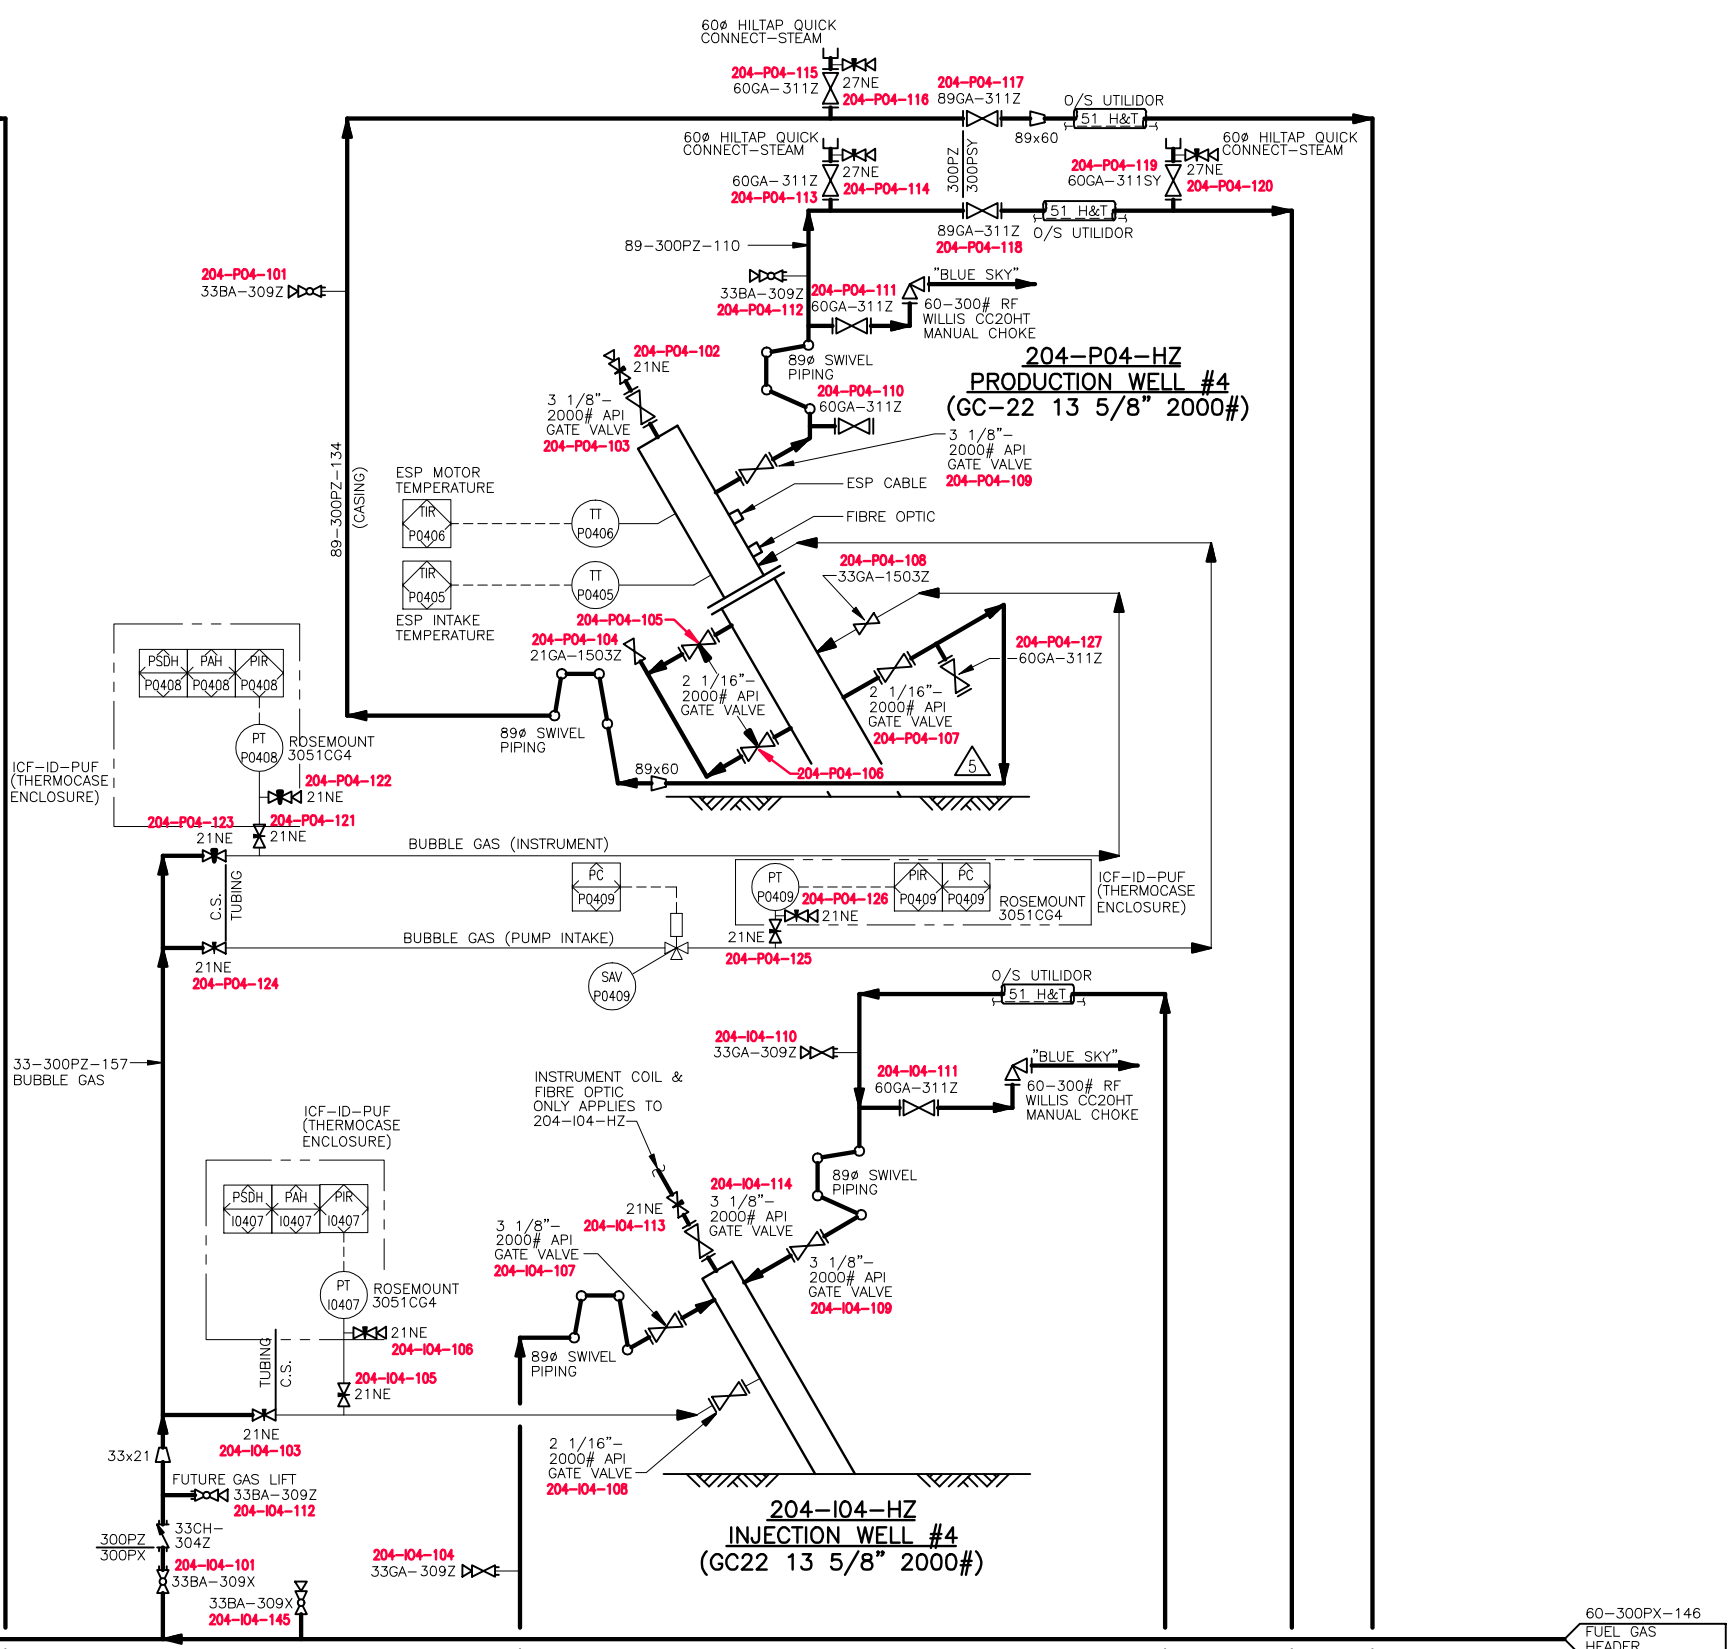 60ø HILTAP QUICK
CONNECT-STEAM
204-P04-115
60GA-311Z
27NE
204-P04-116
204-P04-117
89GA-311Z
O/S UTILIDOR
51 H&T
89x60
60ø HILTAP QUICK
CONNECT-STEAM
60GA-311Z
204-P04-113
27NE
204-P04-114
300PZ
300PSY
60ø HILTAP QUICK
CONNECT-STEAM
204-P04-119
60GA-311SY
27NE
204-P04-120
51 H&T
O/S UTILIDOR
89GA-311Z
204-P04-118
89-300PZ-110
204-P04-101
33BA-309Z
33BA-309Z
204-P04-112
204-P04-111
60GA-311Z
"BLUE SKY"
60-300# RF
WILLIS CC20HT
MANUAL CHOKE
204-P04-HZ
PRODUCTION WELL #4
(GC-22 13 5/8" 2000#)
204-P04-102
21NE
89ø SWIVEL
PIPING
3 1/8"-
2000# API
GATE VALVE
204-P04-103
204-P04-110
60GA-311Z
3 1/8"-
2000# API
GATE VALVE
204-P04-109
89-300PZ-134
(CASING)
ESP MOTOR
TEMPERATURE
TIR
P0406
TT
P0406
ESP CABLE
FIBRE OPTIC
TIR
P0405
TT
P0405
ESP INTAKE
TEMPERATURE
204-P04-108
33GA-1503Z
204-P04-105
204-P04-104
21GA-1503Z
204-P04-127
60GA-311Z
2 1/16"-
2000# API
GATE VALVE
2 1/16"-
2000# API
GATE VALVE
204-P04-107
PSDH
P0408
PAH
P0408
PIR
P0408
PT
P0408
ROSEMOUNT
3051CG4
89ø SWIVEL
PIPING
89x60
204-P04-106
5
ICF-ID-PUF
(THERMOCASE
ENCLOSURE)
204-P04-122
21NE
204-P04-123
21NE
204-P04-121
21NE
BUBBLE GAS (INSTRUMENT)
C.S.
TUBING
PC
P0409
PT
P0409
PIR
P0409
PC
P0409
204-P04-126
21NE
ROSEMOUNT
3051CG4
ICF-ID-PUF
(THERMOCASE
ENCLOSURE)
BUBBLE GAS (PUMP INTAKE)
21NE
204-P04-125
21NE
204-P04-124
SAV
P0409
O/S UTILIDOR
51 H&T
204-I04-110
33GA-309Z
33-300PZ-157
BUBBLE GAS
204-I04-111
60GA-311Z
"BLUE SKY"
60-300# RF
WILLIS CC20HT
MANUAL CHOKE
INSTRUMENT COIL &
FIBRE OPTIC
ONLY APPLIES TO
204-I04-HZ
ICF-ID-PUF
(THERMOCASE
ENCLOSURE)
89ø SWIVEL
PIPING
PSDH
I0407
PAH
I0407
PIR
I0407
204-I04-114
3 1/8"-
2000# API
GATE VALVE
21NE
204-I04-113
3 1/8"-
2000# API
GATE VALVE
204-I04-107
3 1/8"-
2000# API
GATE VALVE
204-I04-109
PT
I0407
ROSEMOUNT
3051CG4
21NE
204-I04-106
TUBING
C.S.
89ø SWIVEL
PIPING
204-I04-105
21NE
21NE
204-I04-103
33x21
2 1/16"-
2000# API
GATE VALVE
204-I04-108
FUTURE GAS LIFT
33BA-309Z
204-I04-112
33CH-
304Z
300PZ
300PX
204-I04-101
33BA-309X
33BA-309X
204-I04-145
204-I04-104
33GA-309Z
204-I04-HZ
INJECTION WELL #4
(GC22 13 5/8" 2000#)
60-300PX-146
FUEL GAS
HEADER